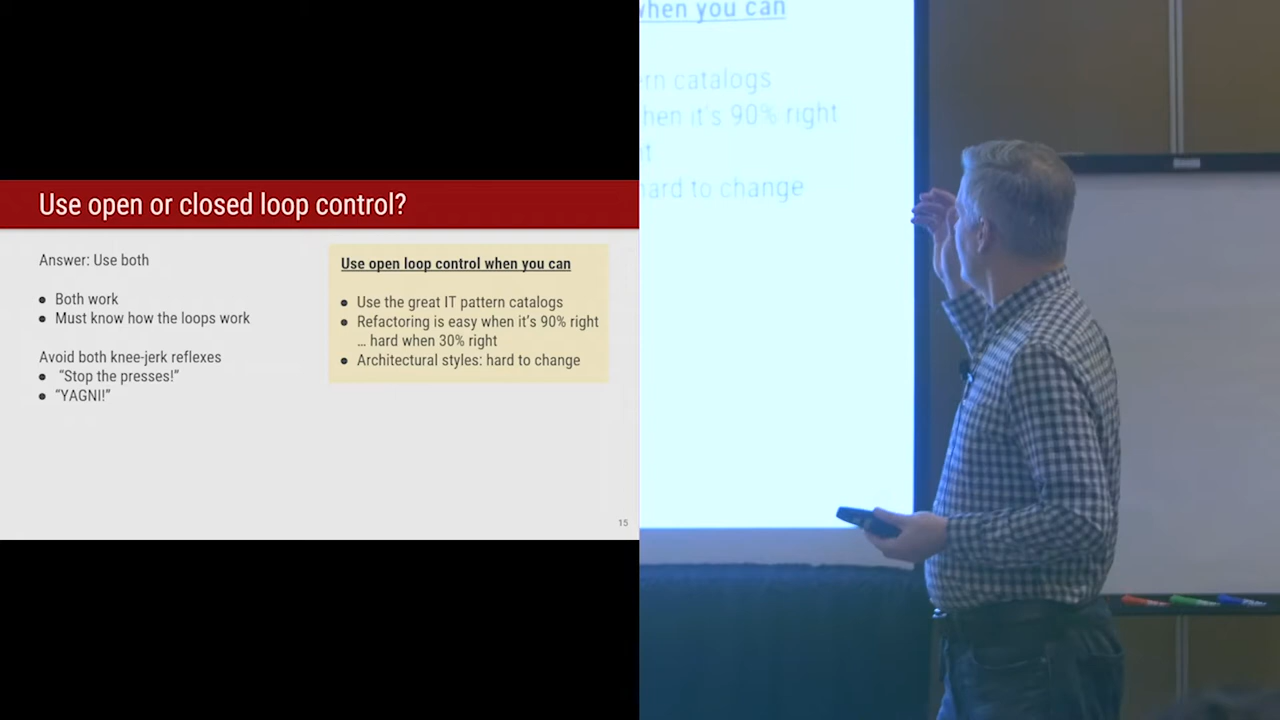 Use open or closed loop control?
Answer: Use both
● Both work
● Must know how the loops work
Avoid both knee-jerk reflexes
● “Stop the presses!”
● “YAGNI!”
Use open loop control when you can
● Use the great IT pattern catalogs
● Refactoring is easy when it’s 90% right
… hard when 30% right
● Architectural styles: hard to change
15
when you can
catalogs
when it's 90% right
hard to change